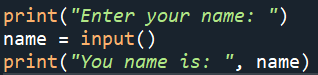 print("Enter your name: ")
name = input()
print("You name is: ", name)